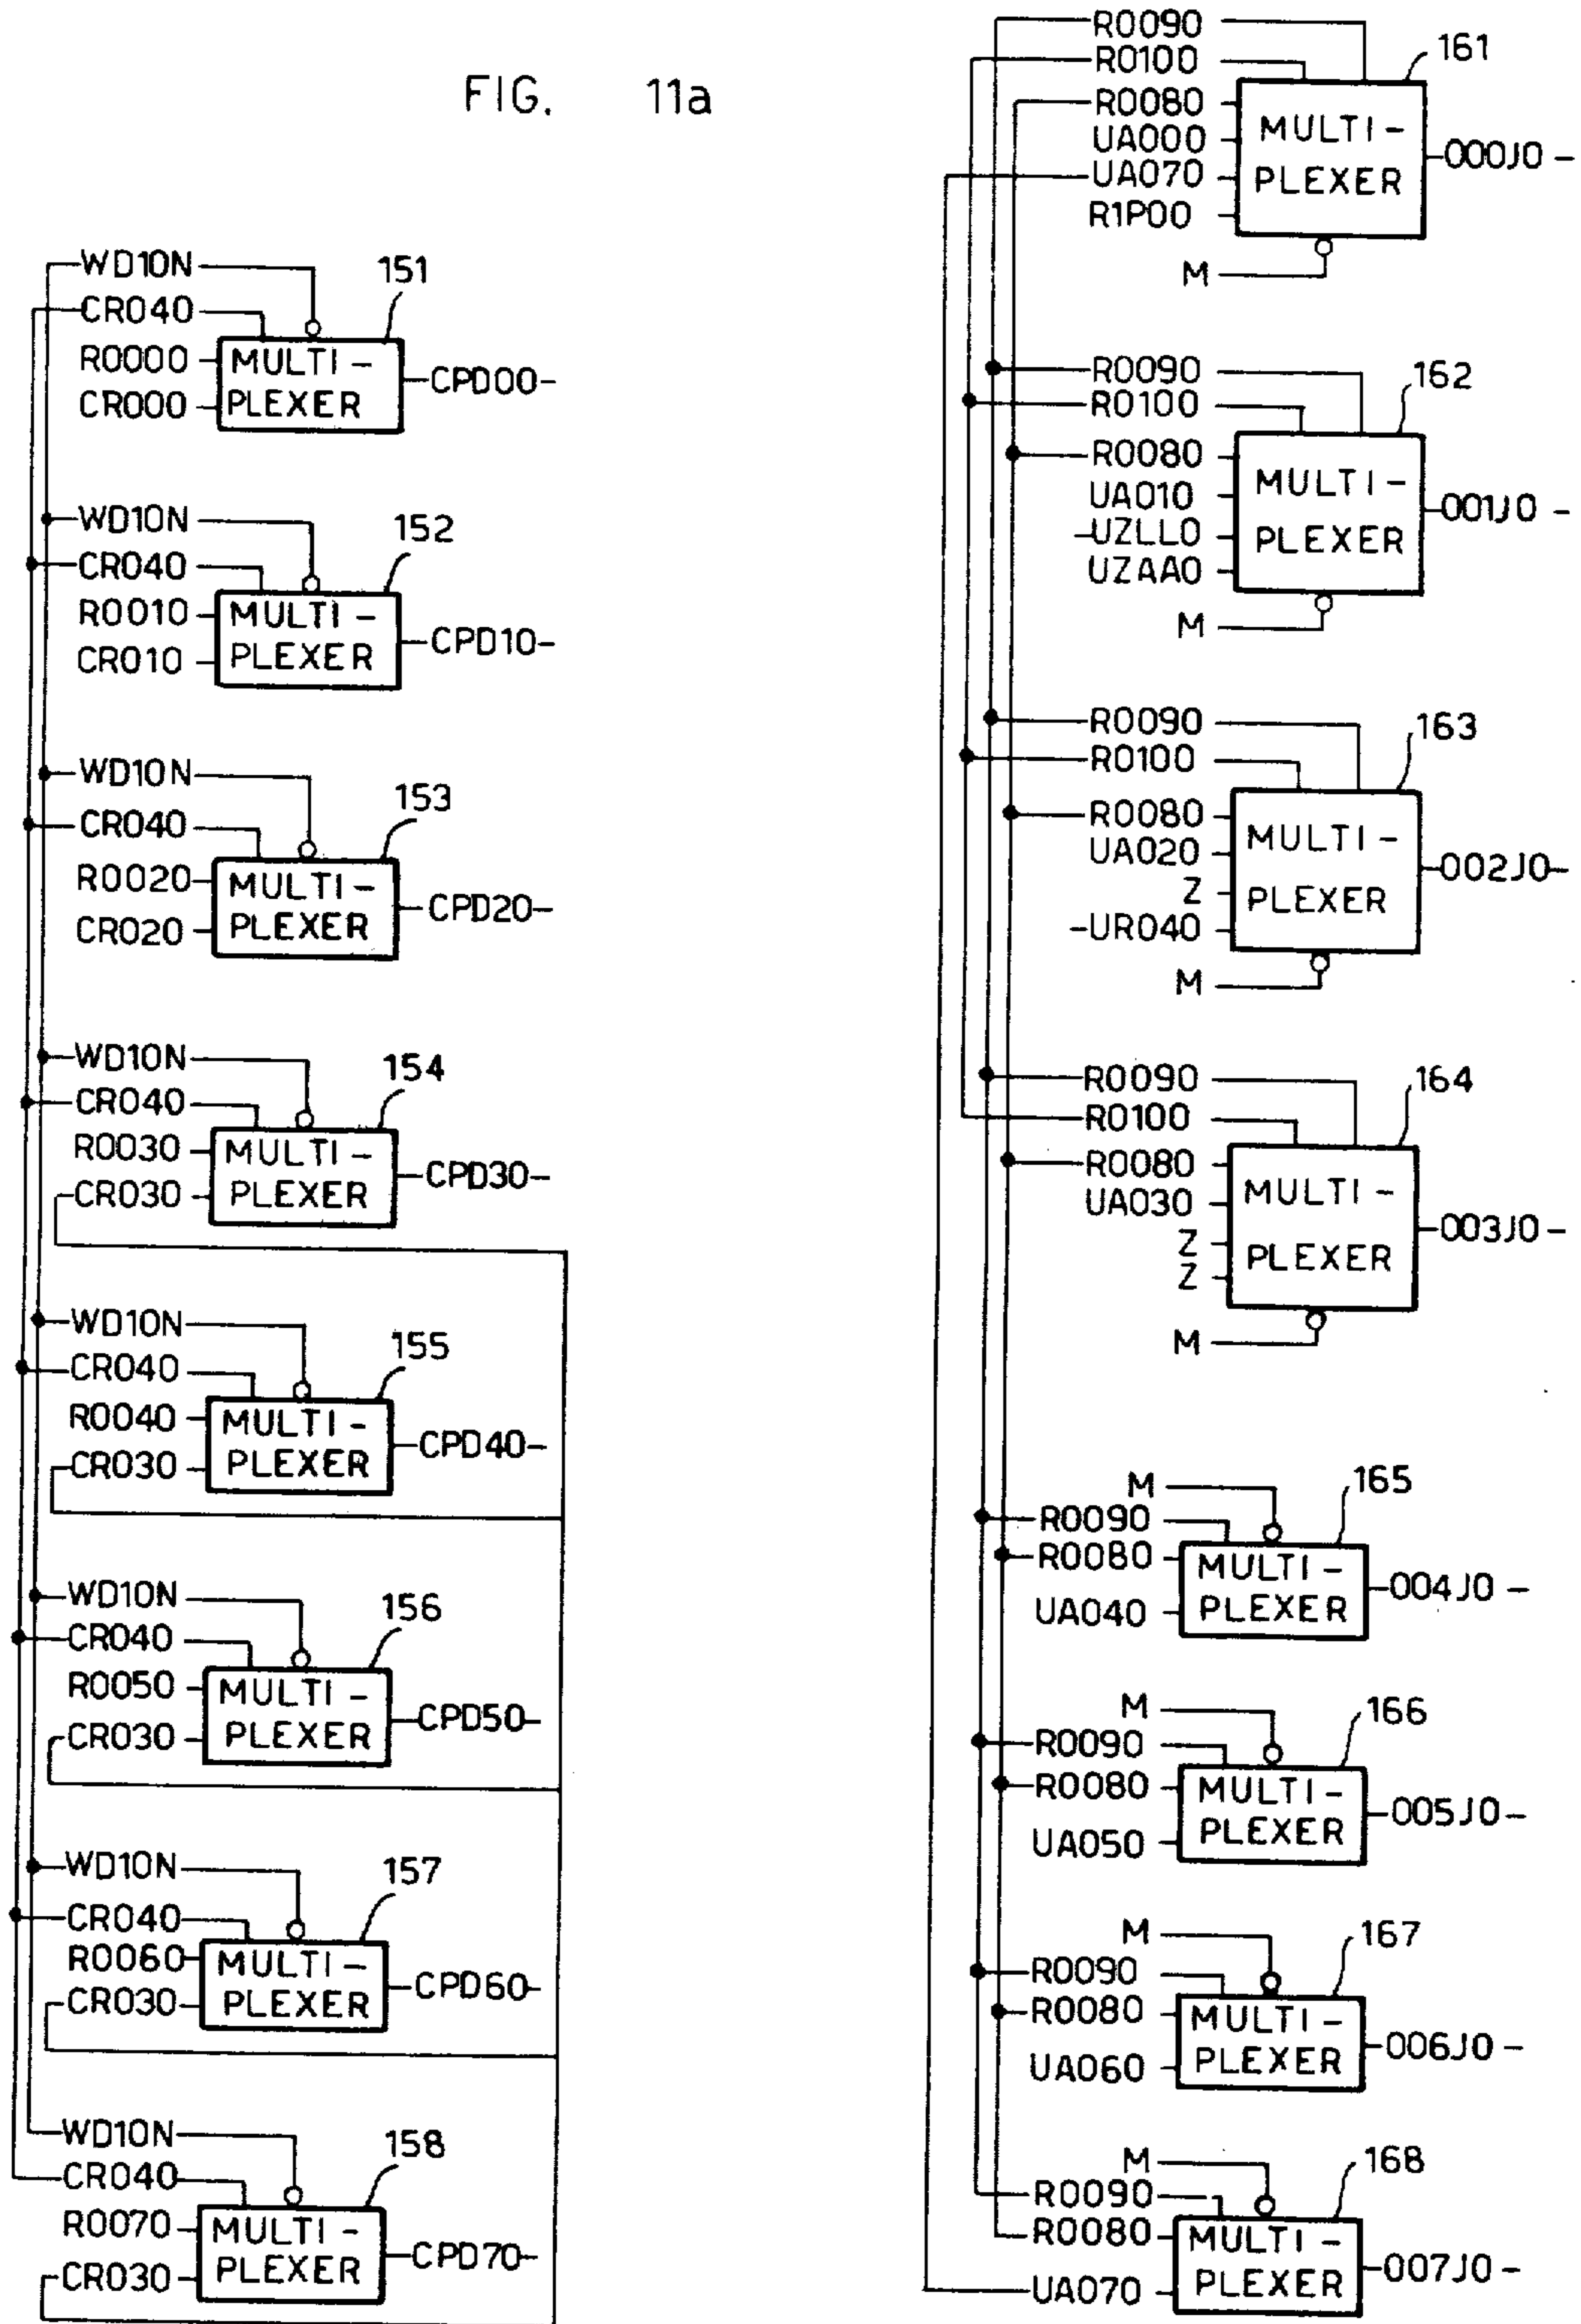 FIG. 11a
WD10N
151
CR040
R0000
MULTI-
CR000
PLEXER
CPD00-
WD10N
152
CR040
R0010
MULTI-
CR010
PLEXER
CPD10-
WD10N
153
CR040
R0020
MULTI-
CR020
PLEXER
CPD20-
WD10N
154
CR040
R0030
MULTI-
CR030
PLEXER
CPD30-
WD10N
155
CR040
R0040
MULTI-
CR030
PLEXER
CPD40-
WD10N
156
CR040
R0050
MULTI-
CR030
PLEXER
CPD50-
WD10N
157
CR040
R0060
MULTI-
CR030
PLEXER
CPD60-
WD10N
158
CR040
R0070
MULTI-
CR030
PLEXER
CPD70-
R0090
161
R0100
R0080
UA000
MULTI-
UA070
PLEXER
R1P00
000J0-
M
R0090
162
R0100
R0080
UA010
MULTI-
-UZLL0
PLEXER
UZAA0
001J0-
M
R0090
163
R0100
R0080
UA020
MULTI-
Z
PLEXER
-UR040
002J0-
M
R0090
164
R0100
R0080
UA030
MULTI-
Z
PLEXER
Z
003J0-
M
M
165
R0090
R0080
MULTI-
UA040
PLEXER
004J0-
M
166
R0090
R0080
MULTI-
UA050
PLEXER
005J0-
M
167
R0090
R0080
MULTI-
UA060
PLEXER
006J0-
M
168
R0090
R0080
MULTI-
UA070
PLEXER
007J0-